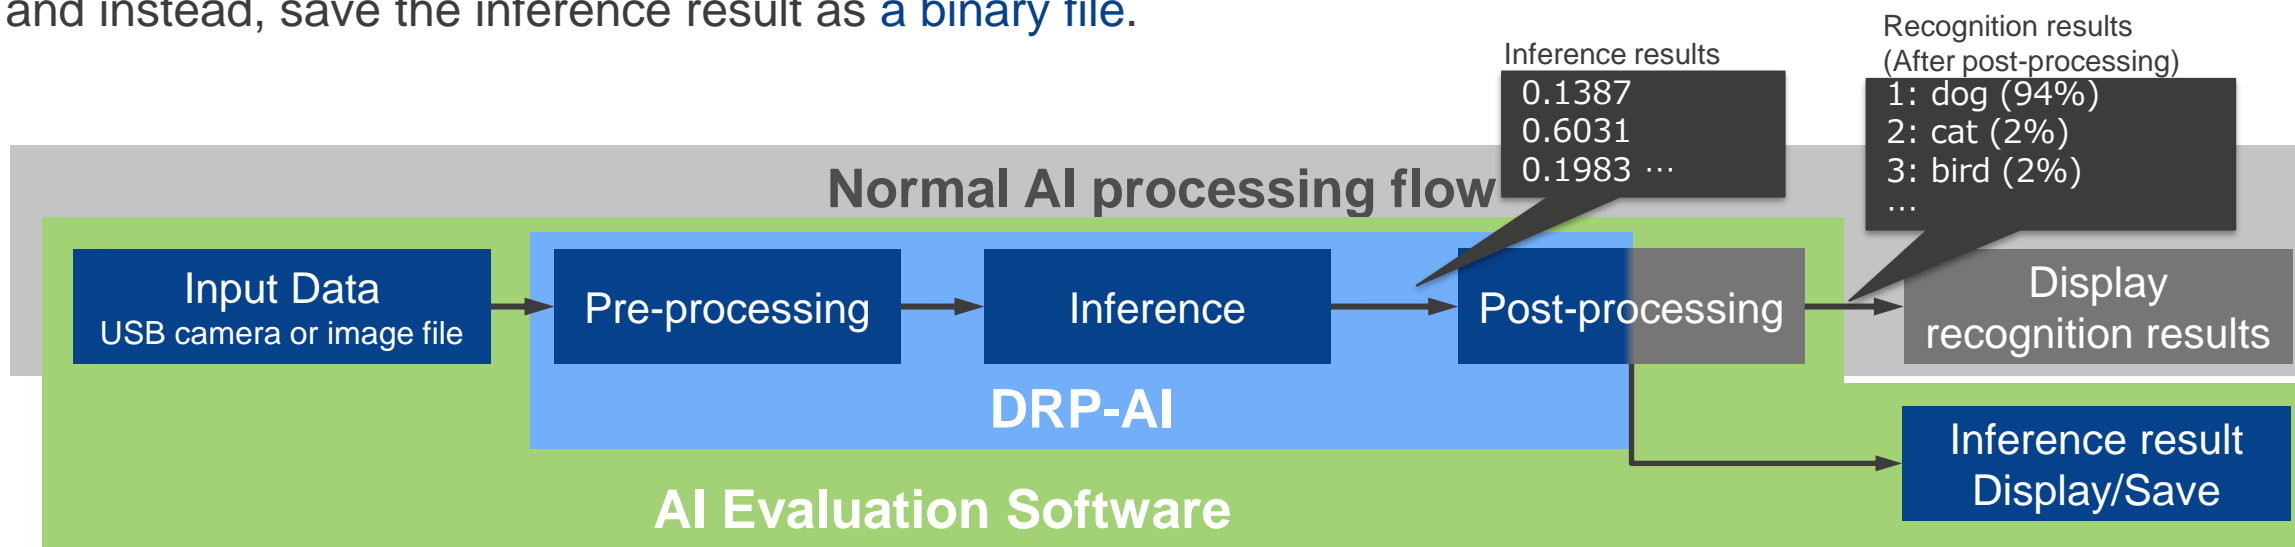 and instead, save the inference result as a binary file.
Recognition results
(After post-processing)
Inference results
0.1387
0.6031
0.1983 ⋯
1: dog (94%)
2: cat (2%)
3: bird (2%)
⋯
Normal AI processing flow
Input Data
USB camera or image file
Pre-processing
Inference
Post-processing
Display
recognition results
DRP-AI
Inference result
Display/Save
AI Evaluation Software